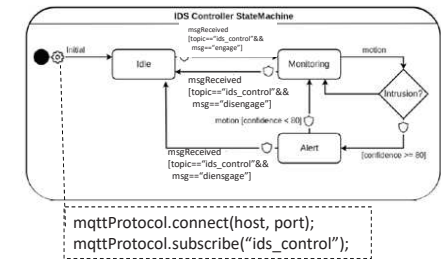 IDS Controller StateMachine
Initial
msgReceived
[topic=="ids_control"&&
msg=="engage"]
motion
Idle
Monitoring
msgReceived
[topic=="ids_control"&&
msg=="disengage"]
Intrusion?
motion [confidence < 80]
msgReceived
[topic=="ids_control"&&
msg=="diensgage"]
Alert
[confidence >= 80]
mqttProtocol.connect(host, port);
mqttProtocol.subscribe("ids_control");